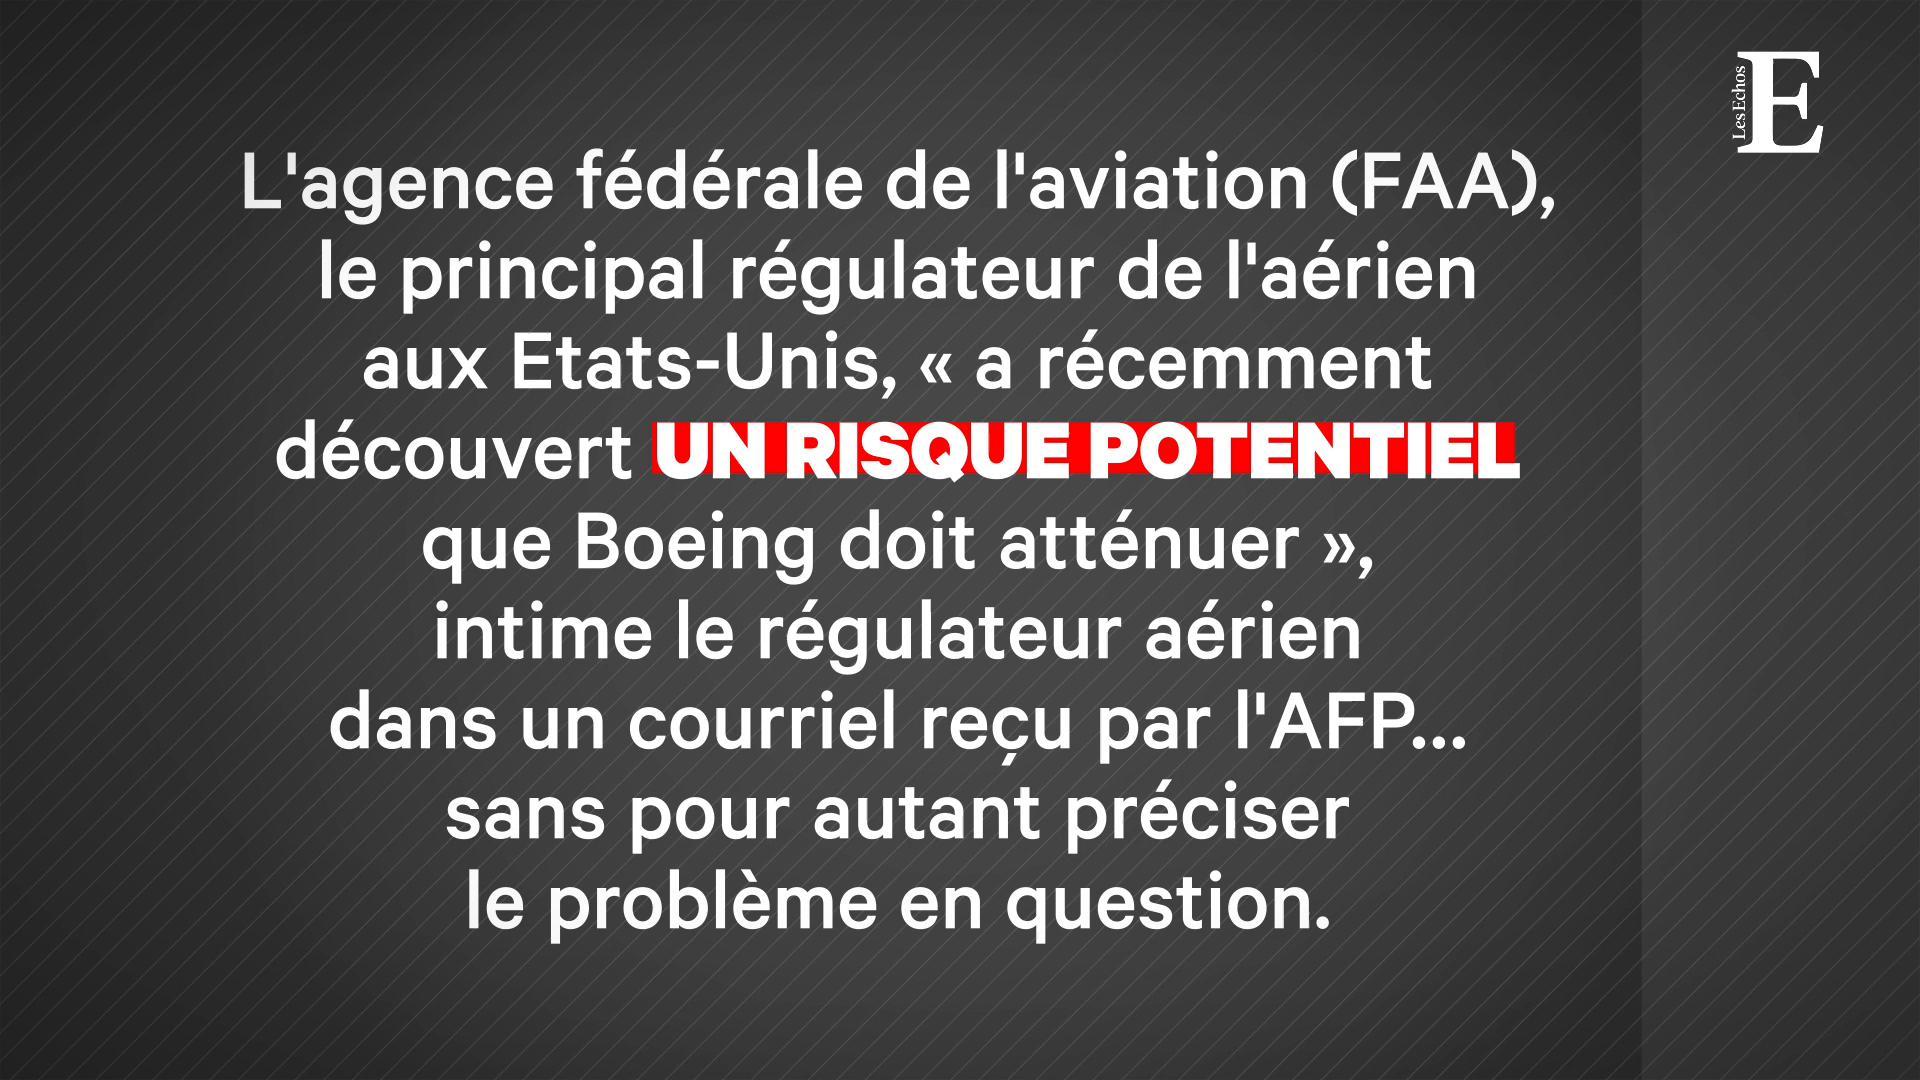 Les Echos
E
L'agence fédérale de l'aviation (FAA),
le principal régulateur de l'aérien
aux Etats-Unis, « a récemment
découvert UN RISQUE POTENTIEL
que Boeing doit atténuer »,
intime le régulateur aérien
dans un courriel reçu par l'AFP...
sans pour autant préciser
le problème en question.